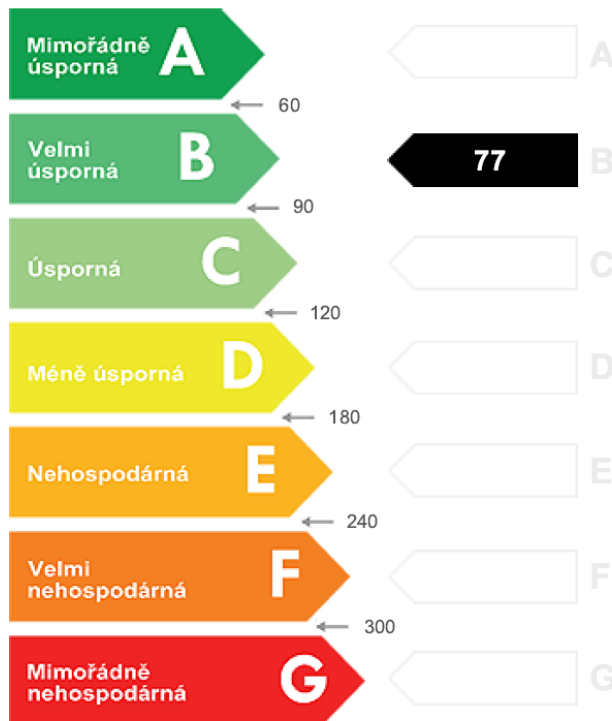 Mimořádně
úsporná
A
A
60
Velmi
úsporná
B
77
B
90
Úsporná
C
C
120
Méně úsporná
D
D
180
Nehospodárná
E
E
240
Velmi
nehospodárná
F
F
300
Mimořádně
nehospodárná
G
G